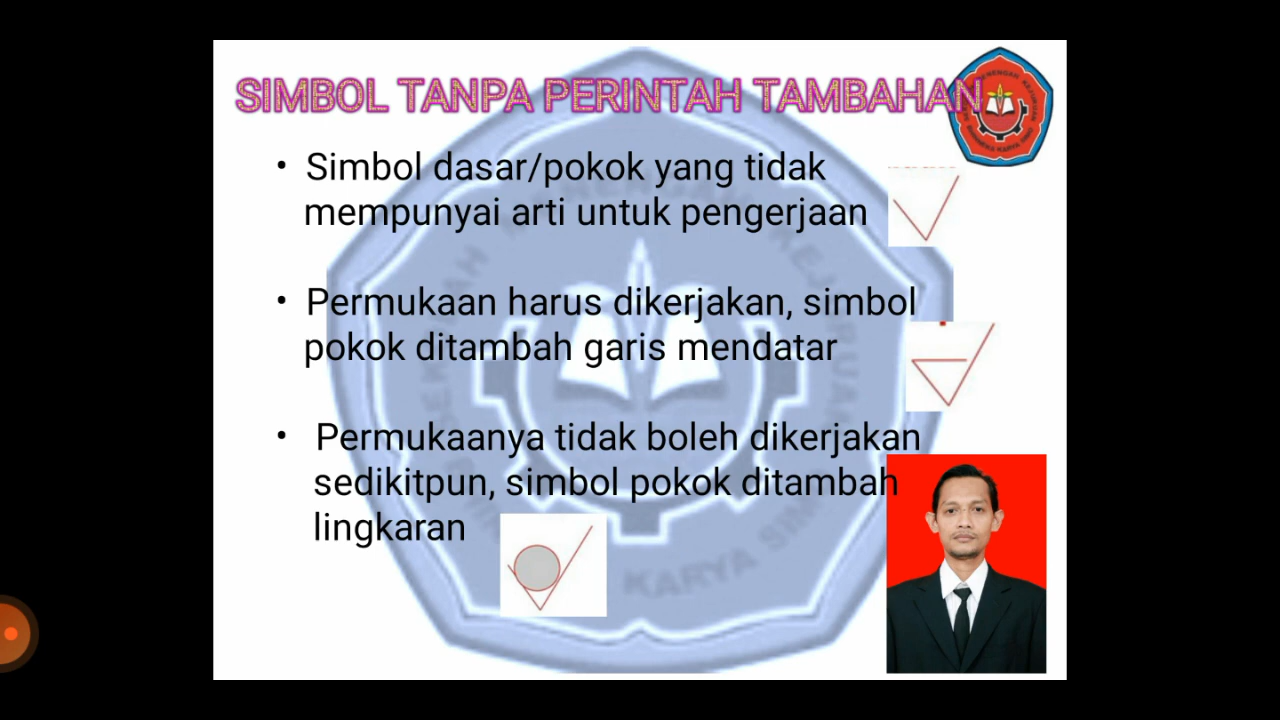 SIMBOL TANPA PERINTAH TAMBAHAN
• Simbol dasar/pokok yang tidak
mempunyai arti untuk pengerjaan
• Permukaan harus dikerjakan, simbol
pokok ditambah garis mendatar
• Permukaanya tidak boleh dikerjakan
sedikitpun, simbol pokok ditambah
lingkaran
KARYA